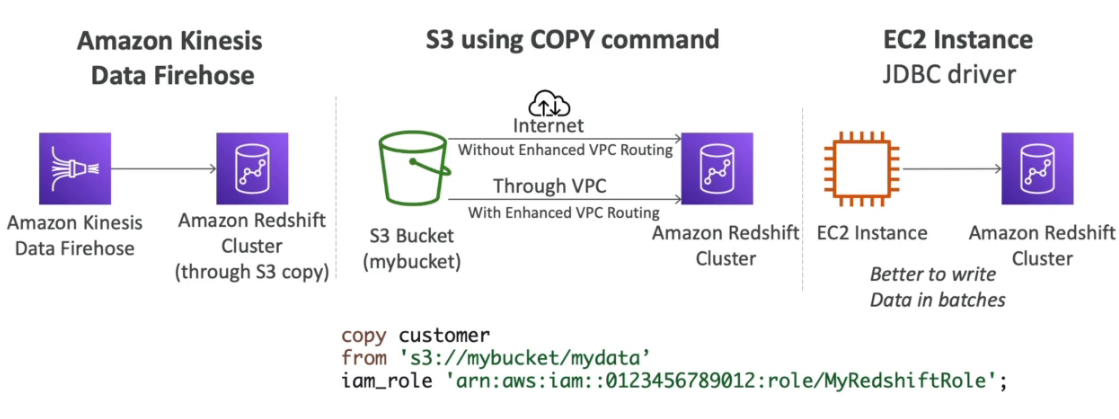 Amazon Kinesis
Data Firehose
Amazon Kinesis
Data Firehose
Amazon Redshift
Cluster
(through S3 copy)
S3 using COPY command
Internet
Without Enhanced VPC Routing
Through VPC
With Enhanced VPC Routing
S3 Bucket
(mybucket)
Amazon Redshift
Cluster
EC2 Instance
JDBC driver
EC2 Instance
Amazon Redshift
Cluster
Better to write
Data in batches
copy customer
from 's3://mybucket/mydata’
iam_role 'arn:aws:iam::0123456789012:role/MyRedshiftRole';